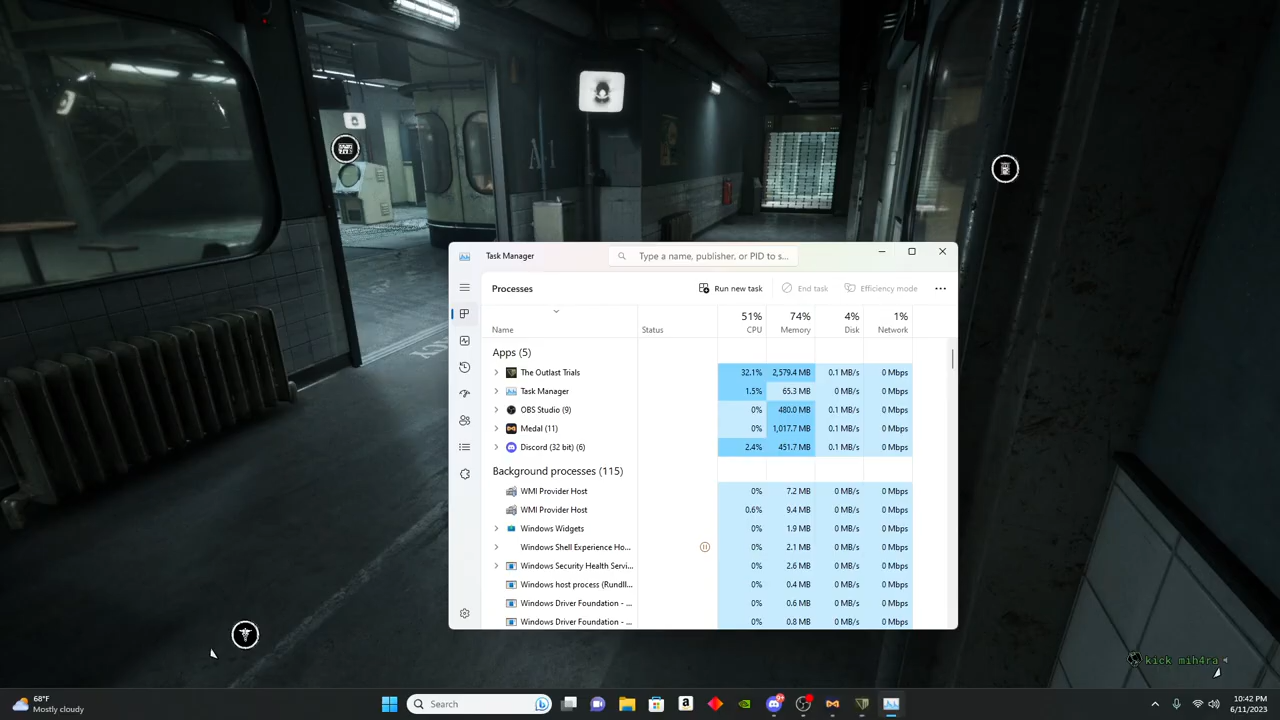 Task Manager
Type a name, publisher, or PID to s...
Processes
Run new task
End task
Efficiency mode
51% 74% 4% 1%
Name Status CPU Memory Disk Network
Apps (5)
The Outlast Trials 32.1% 2,579.4 MB 0.1 MB/s 0 Mbps
Task Manager 1.5% 65.3 MB 0.1 MB/s 0 Mbps
OBS Studio (9) 0% 480.0 MB 0.1 MB/s 0 Mbps
Medal (11) 0% 1,017.7 MB 0.1 MB/s 0 Mbps
Discord (32 bit) (6) 2.4% 451.7 MB 0.1 MB/s 0 Mbps
Background processes (115)
WMI Provider Host 0% 7.2 MB 0 MB/s 0 Mbps
WMI Provider Host 0.6% 9.4 MB 0 MB/s 0 Mbps
Windows Widgets 0% 1.9 MB 0 MB/s 0 Mbps
Windows Shell Experience Ho... 0% 2.1 MB 0 MB/s 0 Mbps
Windows Security Health Servi... 0% 2.6 MB 0 MB/s 0 Mbps
Windows host process (Rundll... 0% 0.4 MB 0 MB/s 0 Mbps
Windows Driver Foundation - ... 0% 0.6 MB 0 MB/s 0 Mbps
Windows Driver Foundation - ... 0% 0.8 MB 0 MB/s 0 Mbps
kick mih4ra
68°F
Mostly cloudy
Search
10:42 PM
6/11/2023